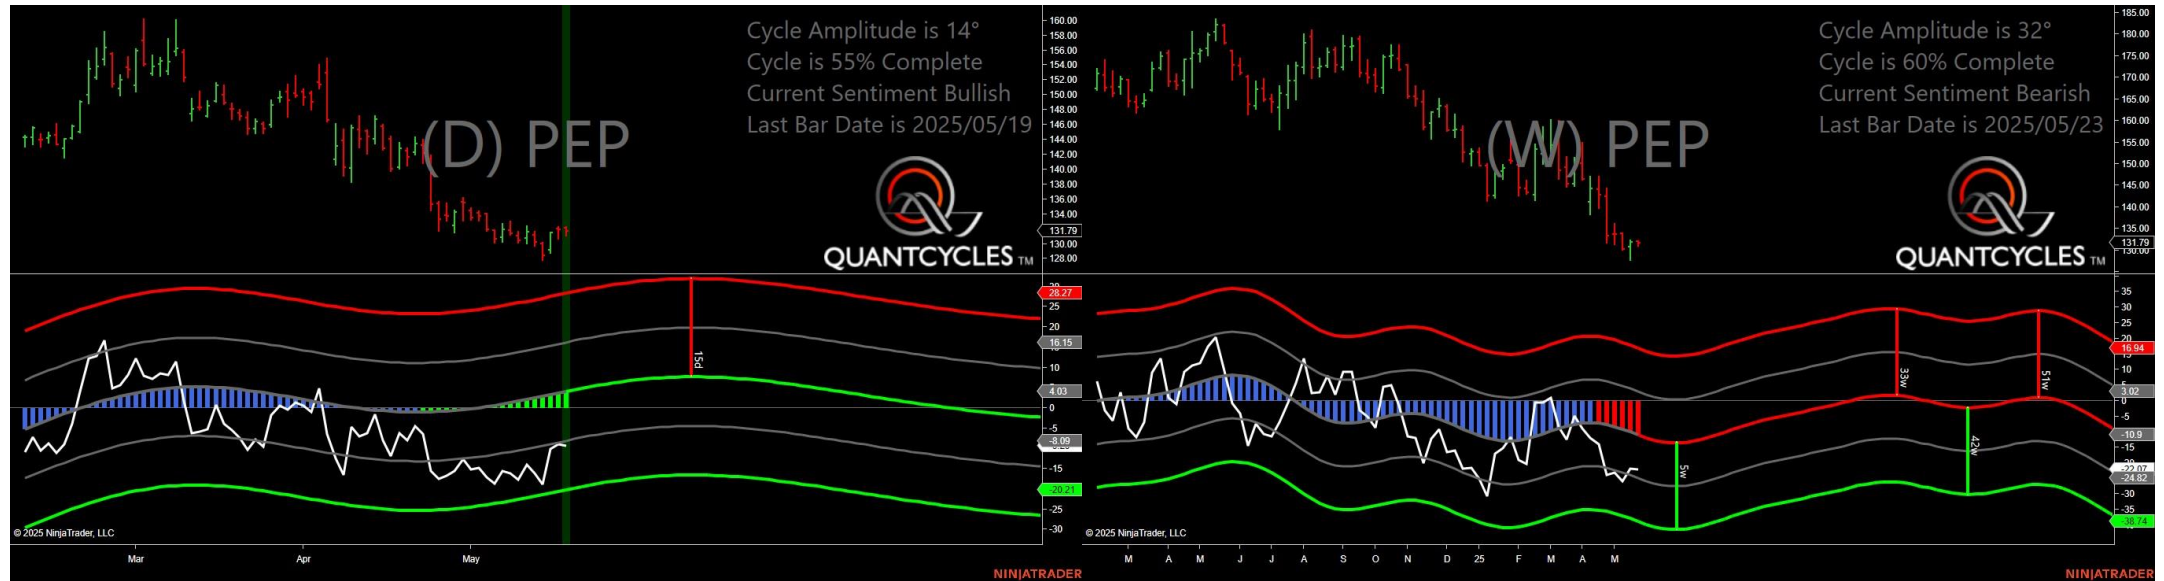 Cycle Amplitude is 14°
Cycle is 55% Complete
Current Sentiment Bullish
Last Bar Date is 2025/05/19
(D) PEP
QUANTCYCLES TM
160.00
158.00
156.00
154.00
152.00
150.00
148.00
146.00
144.00
142.00
140.00
138.00
136.00
134.00
131.79
130.00
128.00
28.27
25
20
16.15
10
4.03
0
-5
-8.09
-15
-20.21
-25
-30
15d
© 2025 NinjaTrader, LLC
Mar
Apr
May
NINJATRADER
Cycle Amplitude is 32°
Cycle is 60% Complete
Current Sentiment Bearish
Last Bar Date is 2025/05/23
(W) PEP
QUANTCYCLES TM
185.00
180.00
175.00
170.00
165.00
160.00
155.00
150.00
145.00
140.00
135.00
131.79
35
30
25
20
16.94
10
3.02
0
-5
-10.9
-15
-22.07
-24.82
-30
-35
-38.74
5w
33w
42w
51w
© 2025 NinjaTrader, LLC
M A M J J A S O N D 25 F M A M
NINJATRADER